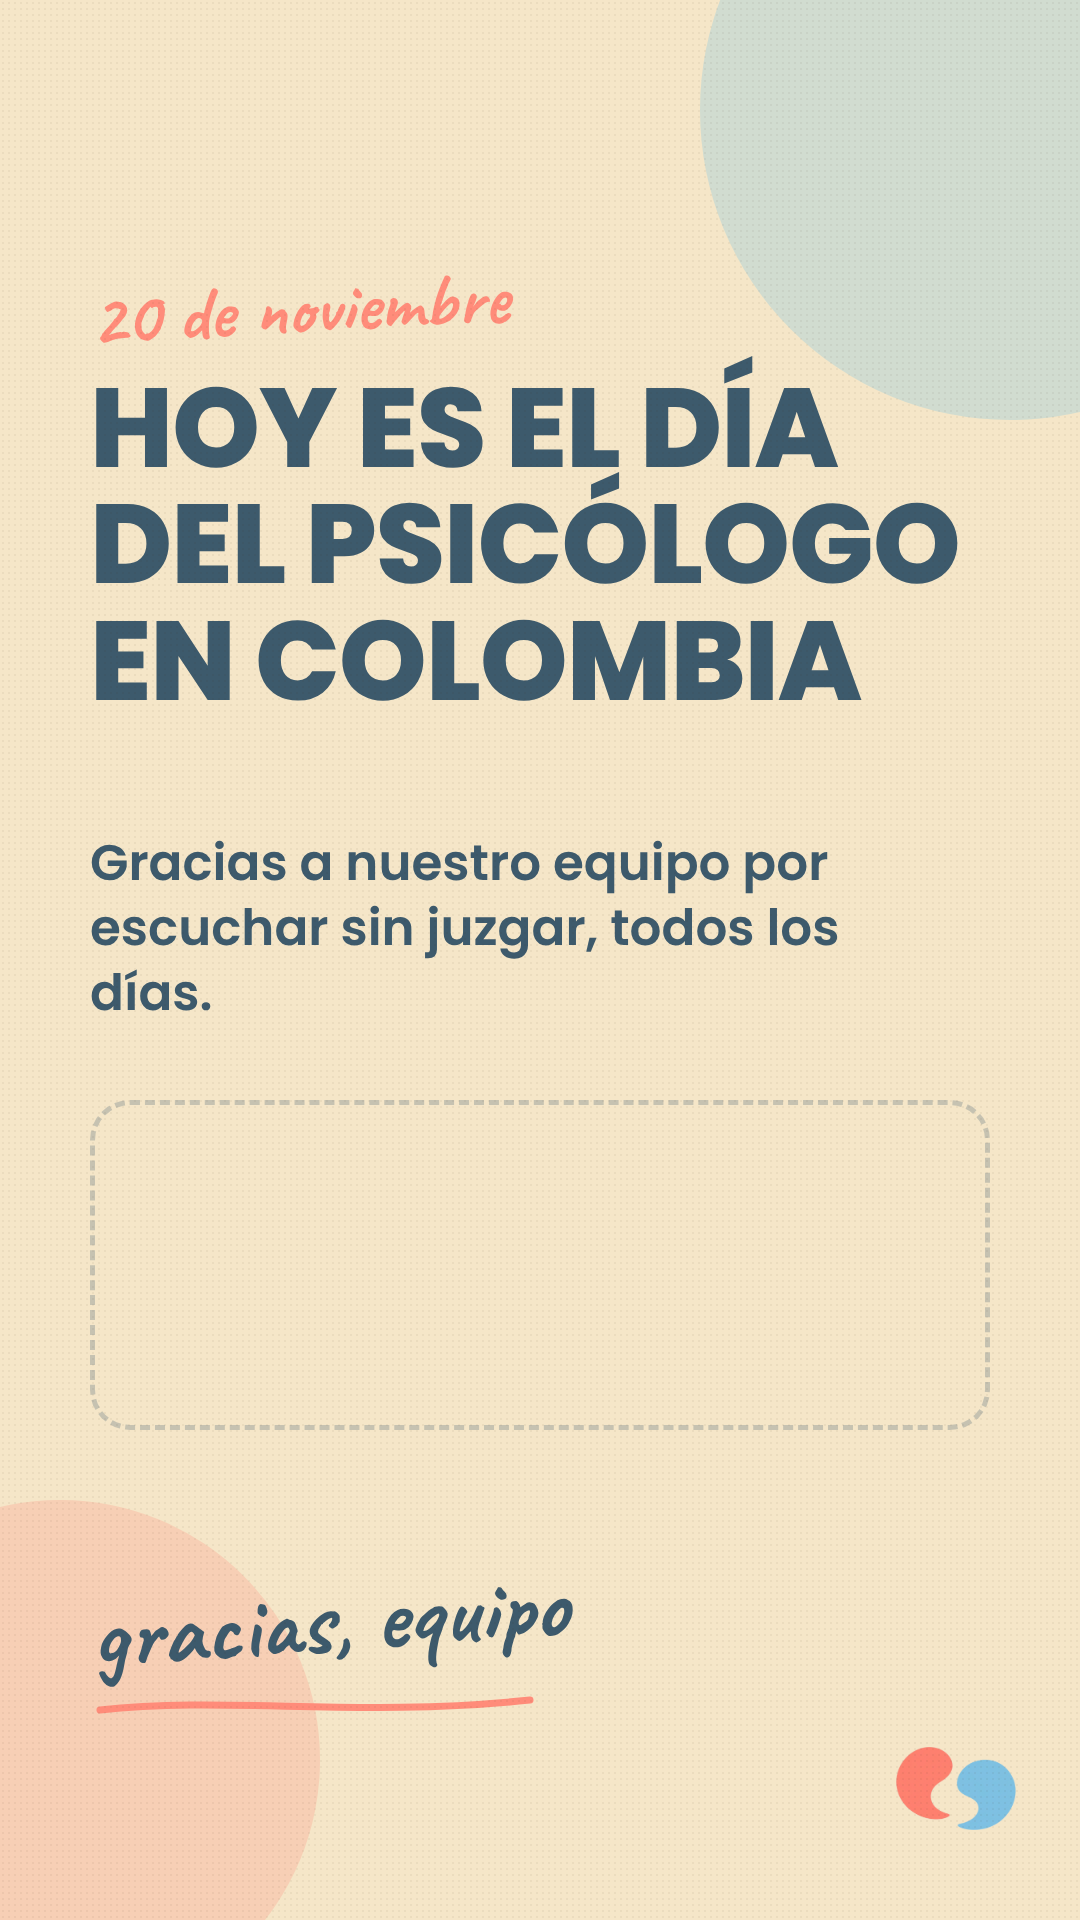 20 de noviembre
HOY ES EL DÍA
DEL PSICÓLOGO
EN COLOMBIA
Gracias a nuestro equipo por
escuchar sin juzgar, todos los
días.
gracias, equipo